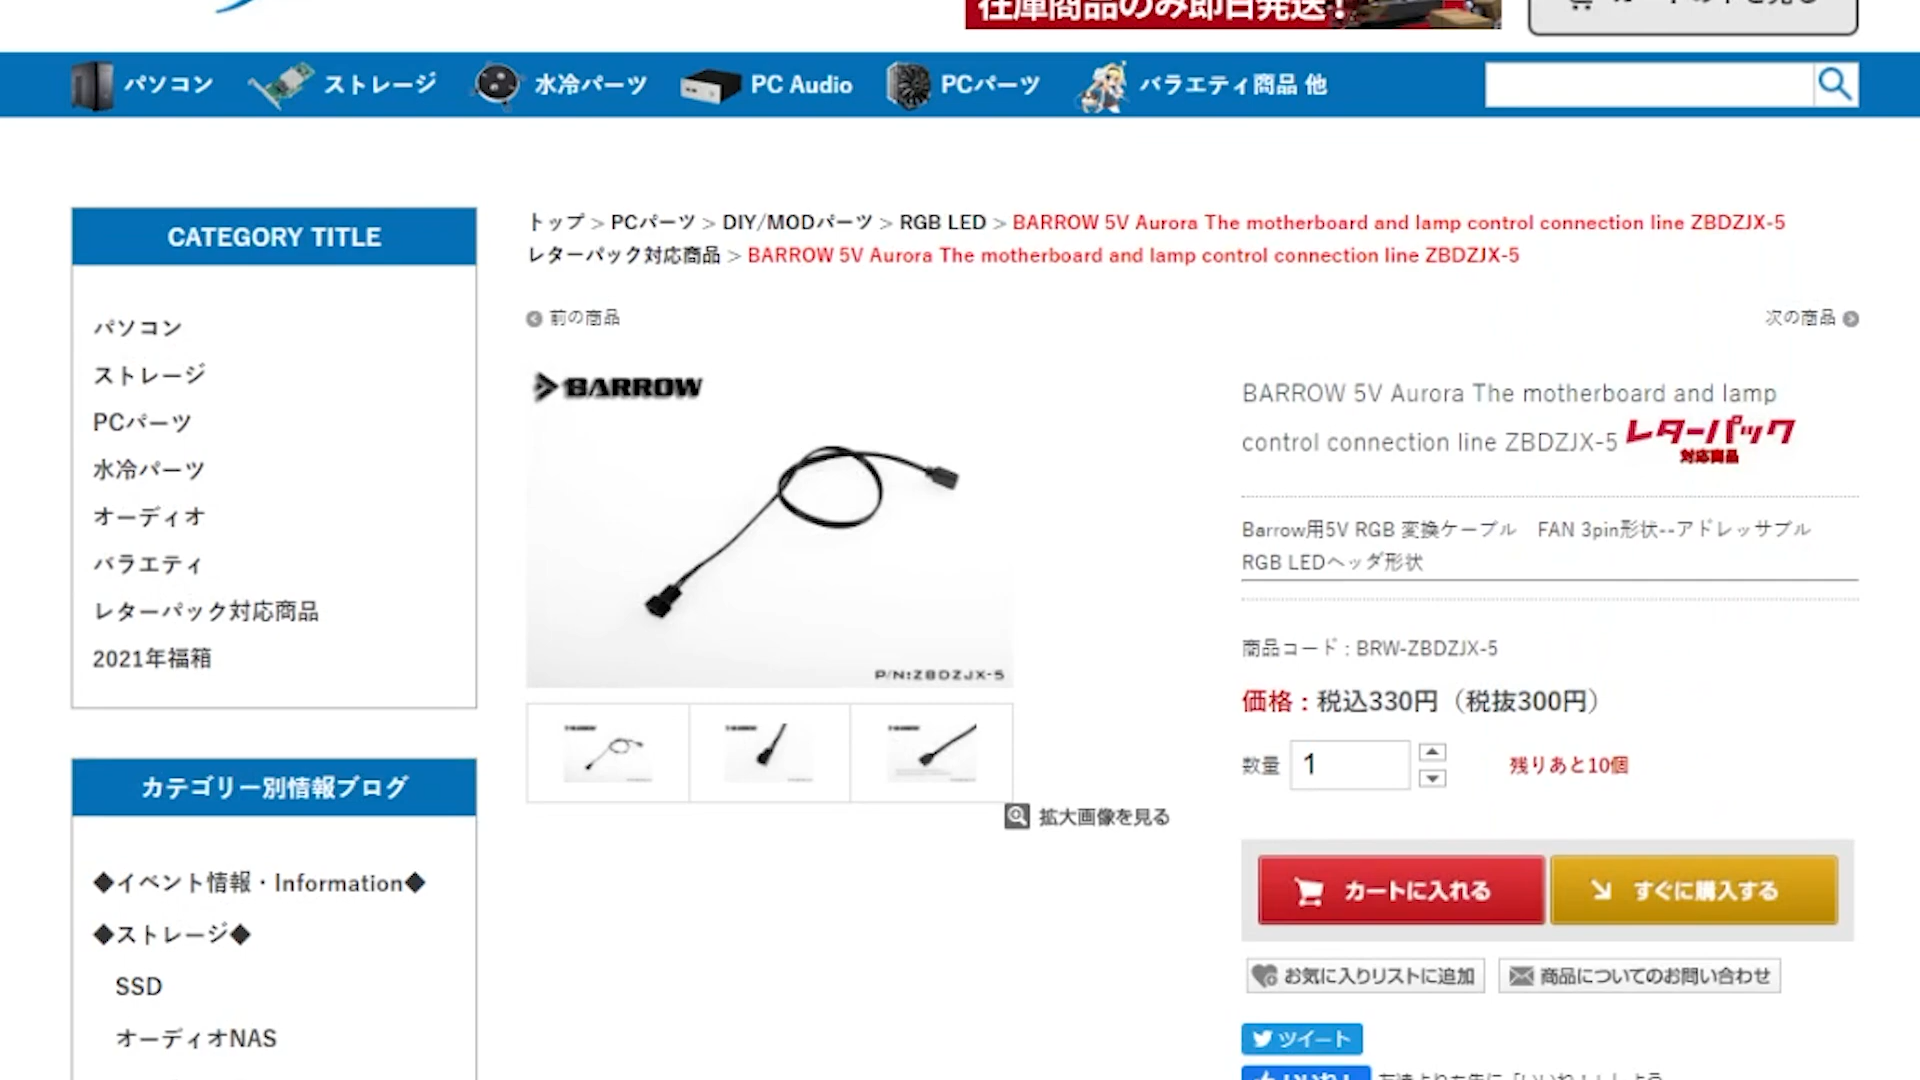 在庫商品のみ即日発送！
パソコン ストレージ 水冷パーツ PC Audio PCパーツ バラエティ商品 他
CATEGORY TITLE
パソコン
ストレージ
PCパーツ
水冷パーツ
オーディオ
バラエティ
レターパック対応商品
2021年福箱
カテゴリー別情報ブログ
◆イベント情報・Information◆
◆ストレージ◆
SSD
オーディオNAS
トップ > PCパーツ > DIY/MODパーツ > RGB LED > BARROW 5V Aurora The motherboard and lamp control connection line ZBDZJX-5
レターパック対応商品 > BARROW 5V Aurora The motherboard and lamp control connection line ZBDZJX-5
前の商品
次の商品
BARROW
P/N:ZBDZJX-5
拡大画像を見る
BARROW 5V Aurora The motherboard and lamp
control connection line ZBDZJX-5 レターパック
対応商品
Barrow用5V RGB 変換ケーブル　FAN 3pin形状--アドレッサブル
RGB LEDヘッダ形状
商品コード : BRW-ZBDZJX-5
価格 : 税込330円（税抜300円）
数量 1 残りあと10個
カートに入れる すぐに購入する
お気に入りリストに追加 商品についてのお問い合わせ
ツイート